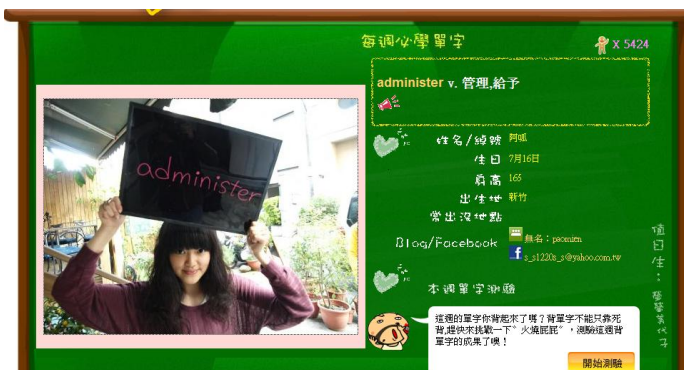 每週必學單字
X 5424
administer v. 管理,給予
administer
姓名/綽號 阿呱
生日 7月16日
身高 165
出生地 新竹
常出沒地點
Blog/Facebook 無名：paomien
s_s1220s_s@yahoo.com.tw
本週單字測驗
值日生：
這週的單字你背起來了嗎？背單字不能只靠死
背,趕快來挑戰一下"火燒屁屁"，測驗這週背
單字的成果了噢！
開始測驗